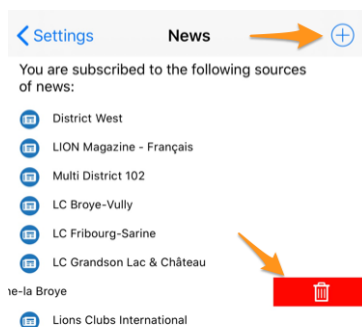 Settings
News
You are subscribed to the following sources
of news:
District West
LION Magazine - Français
Multi District 102
LC Broye-Vully
LC Fribourg-Sarine
LC Grandson Lac & Château
ne-la Broye
Lions Clubs International